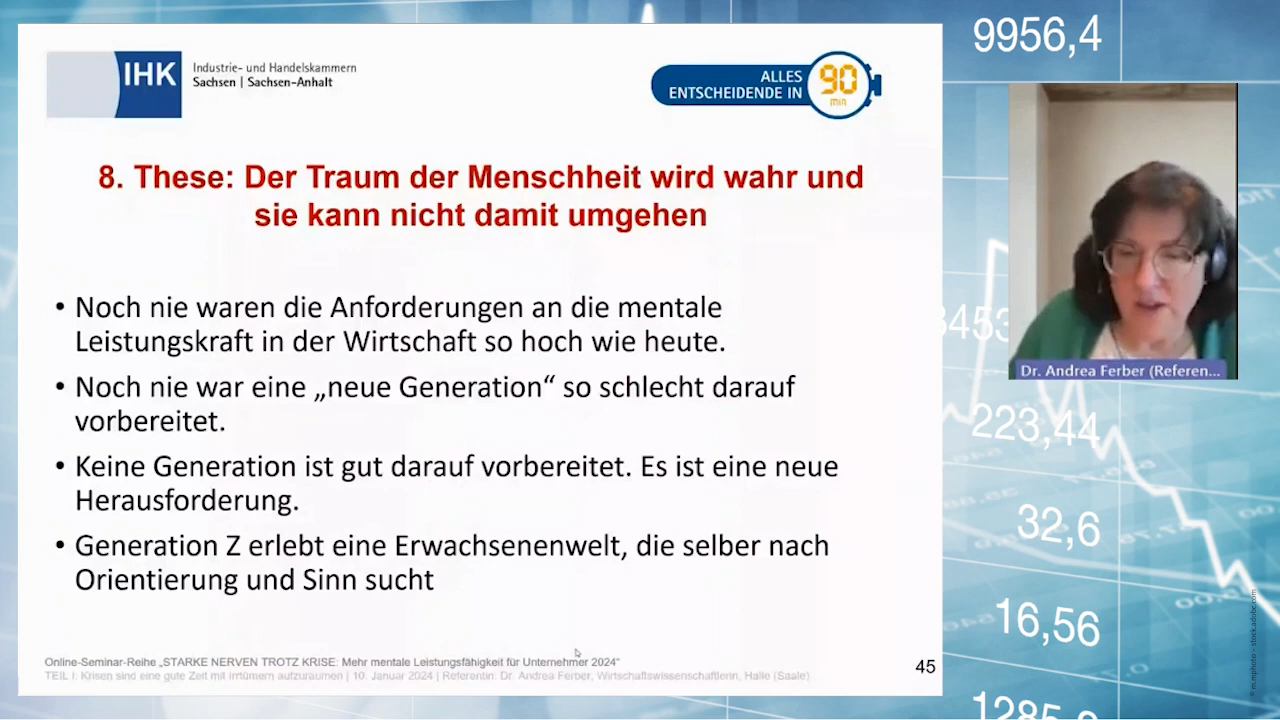 IHK
Industrie- und Handelskammern
Sachsen | Sachsen-Anhalt
ALLES
ENTSCHEIDENDE IN
90
min
8. These: Der Traum der Menschheit wird wahr und
sie kann nicht damit umgehen
• Noch nie waren die Anforderungen an die mentale
Leistungskraft in der Wirtschaft so hoch wie heute.
• Noch nie war eine „neue Generation“ so schlecht darauf
vorbereitet.
• Keine Generation ist gut darauf vorbereitet. Es ist eine neue
Herausforderung.
• Generation Z erlebt eine Erwachsenenwelt, die selber nach
Orientierung und Sinn sucht
Online-Seminar-Reihe „STARKE NERVEN TROTZ KRISE: Mehr mentale Leistungsfähigkeit für Unternehmer 2024“
TEIL I: Krisen sind eine gute Zeit mit Irrtümern aufzuräumen | 10. Januar 2024 | Referentin: Dr. Andrea Ferber, Wirtschaftswissenschaftlerin, Halle (Saale)
45
9956,4
Dr. Andrea Ferber (Referen...
223,44
32,6
16,56